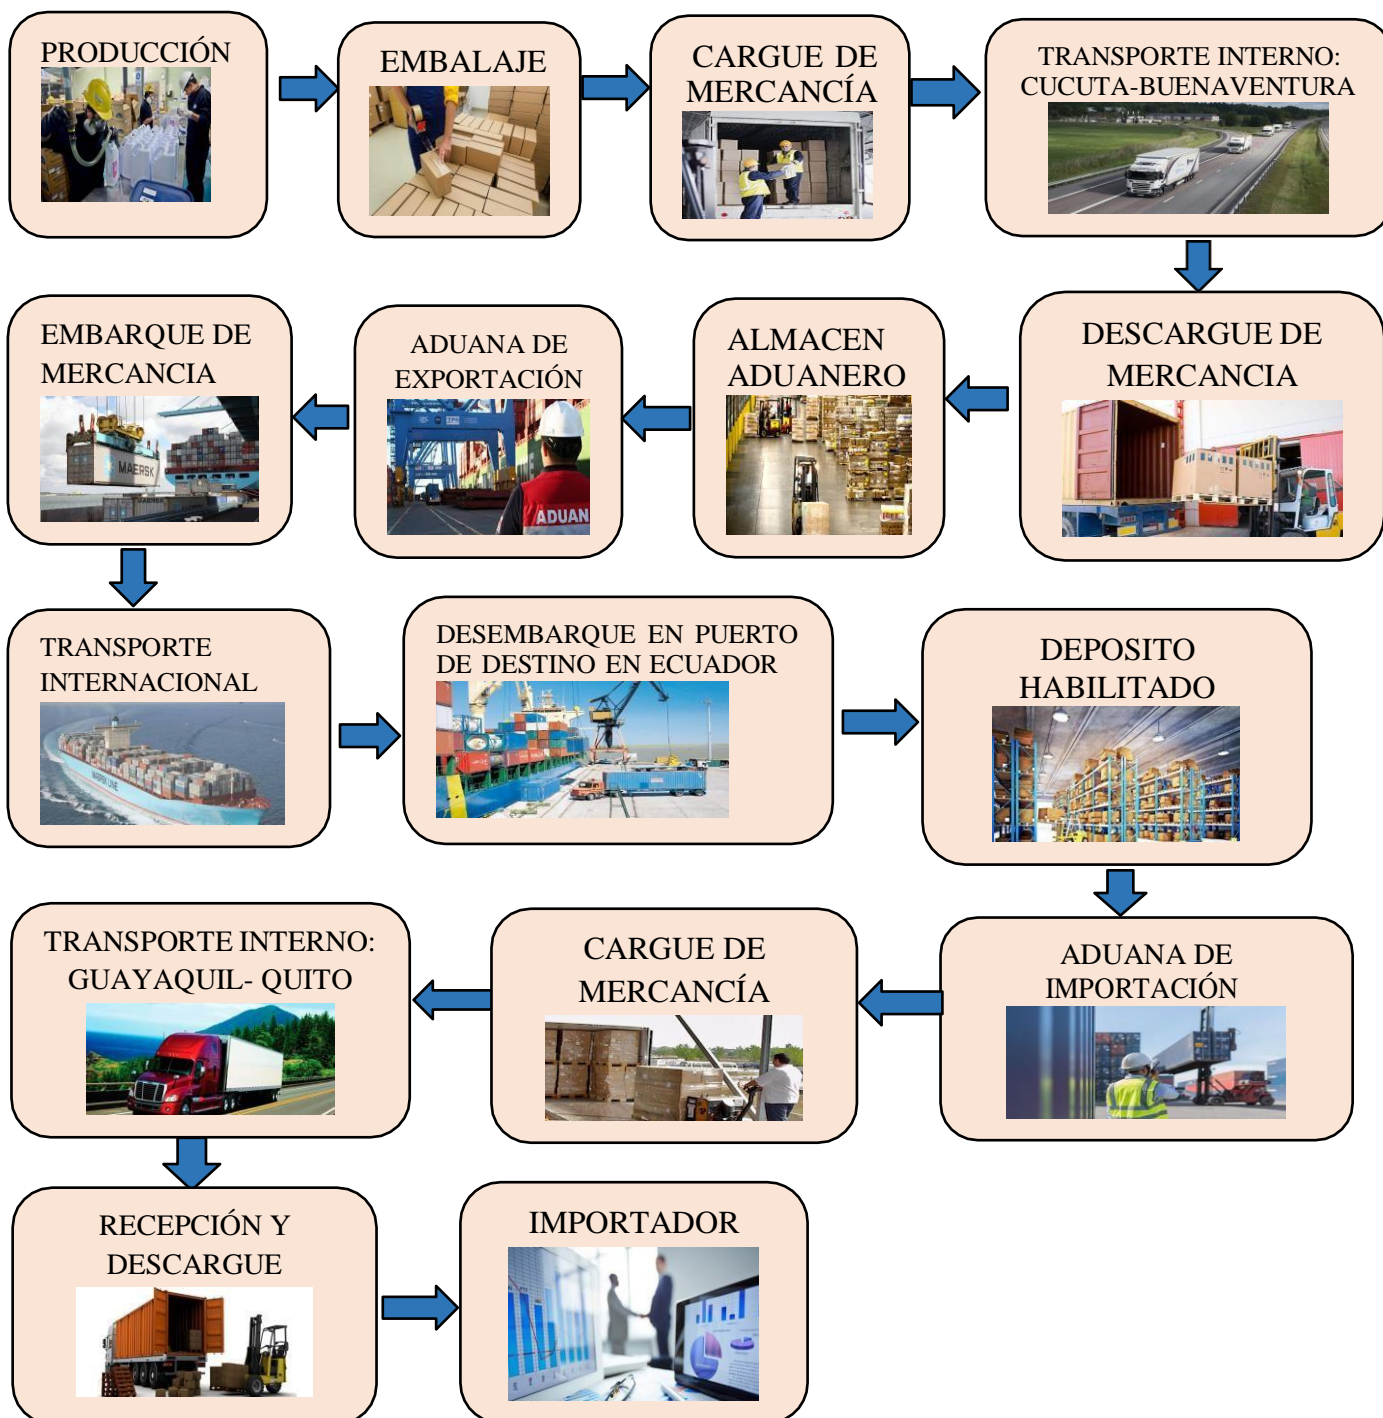 PRODUCCIÓN
EMBALAJE
CARGUE DE
MERCANCÍA
TRANSPORTE INTERNO:
CUCUTA-BUENAVENTURA
DESCARGUE DE
MERCANCIA
ALMACEN
ADUANERO
ADUANA DE
EXPORTACIÓN
ADUAN
EMBARQUE DE
MERCANCIA
MAERSK
TRANSPORTE
INTERNACIONAL
MAERSK LINE
DESEMBARQUE EN PUERTO
DE DESTINO EN ECUADOR
DEPOSITO
HABILITADO
ADUANA DE
IMPORTACIÓN
CARGUE DE
MERCANCÍA
TRANSPORTE INTERNO:
GUAYAQUIL- QUITO
RECEPCIÓN Y
DESCARGUE
IMPORTADOR